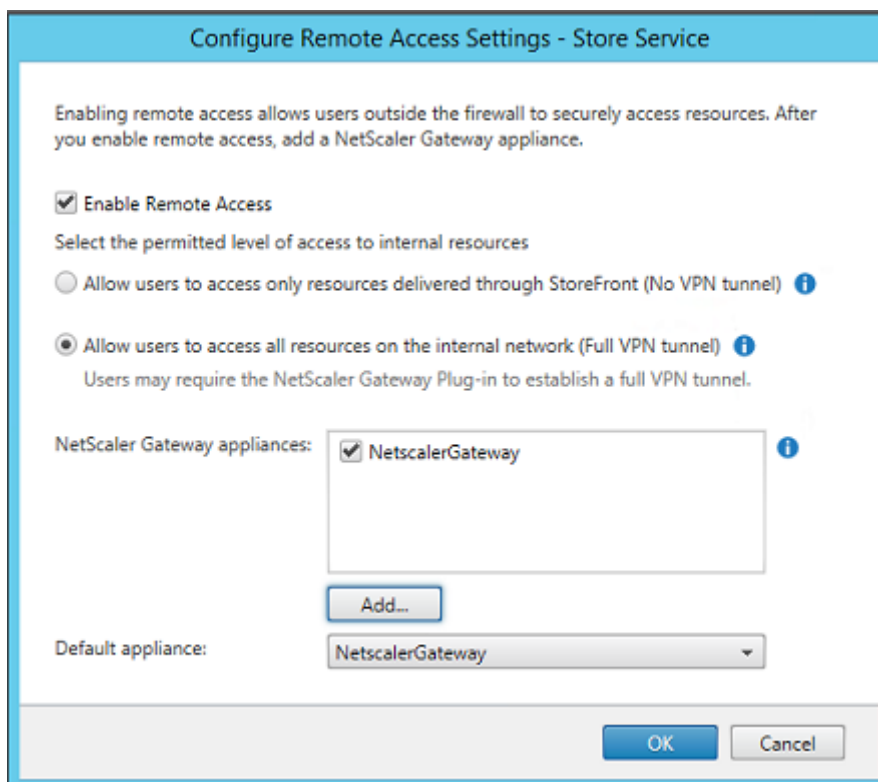 Configure Remote Access Settings - Store Service
Enabling remote access allows users outside the firewall to securely access resources. After
you enable remote access, add a NetScaler Gateway appliance.
Enable Remote Access
Select the permitted level of access to internal resources
Allow users to access only resources delivered through StoreFront (No VPN tunnel)
Allow users to access all resources on the internal network (Full VPN tunnel)
Users may require the NetScaler Gateway Plug-in to establish a full VPN tunnel.
NetScaler Gateway appliances:
NetscalerGateway
Add...
Default appliance:
NetscalerGateway
OK
Cancel